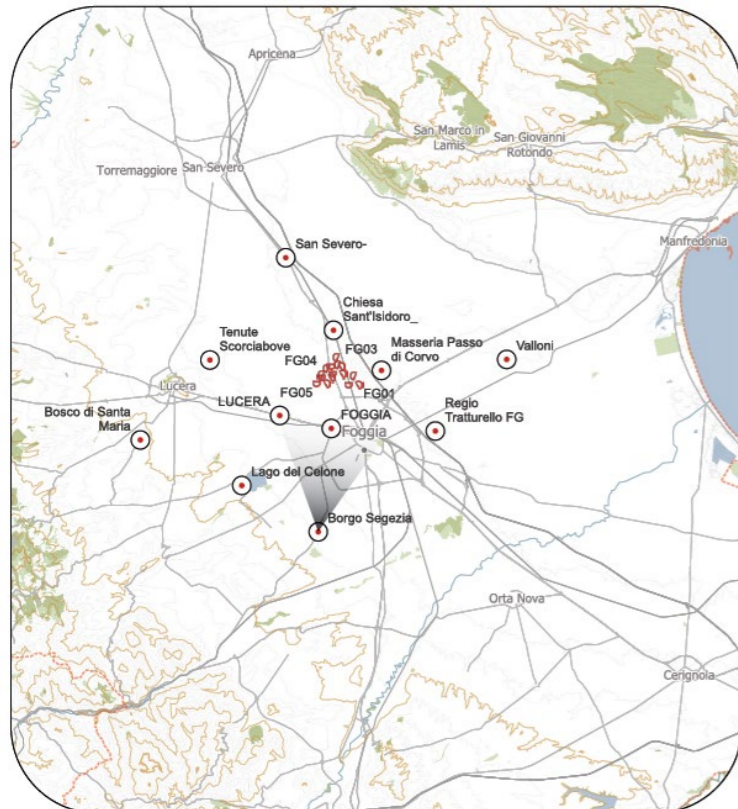 Apricena
San Marco in
Lamis
San Giovanni
Rotondo
Torremaggiore
San Severo
Manfredonia
San Severo-
Chiesa
Sant'Isidoro_
Tenute
Scorciabove
FG03
FG04
Masseria Passo
di Corvo
Valloni
Lucera
FG05
FG01
LUCERA
FOGGIA
Foggia
Regio
Tratturello FG
Bosco di Santa
Maria
Lago del Celone
Borgo Segezia
Orta Nova
Cerignola